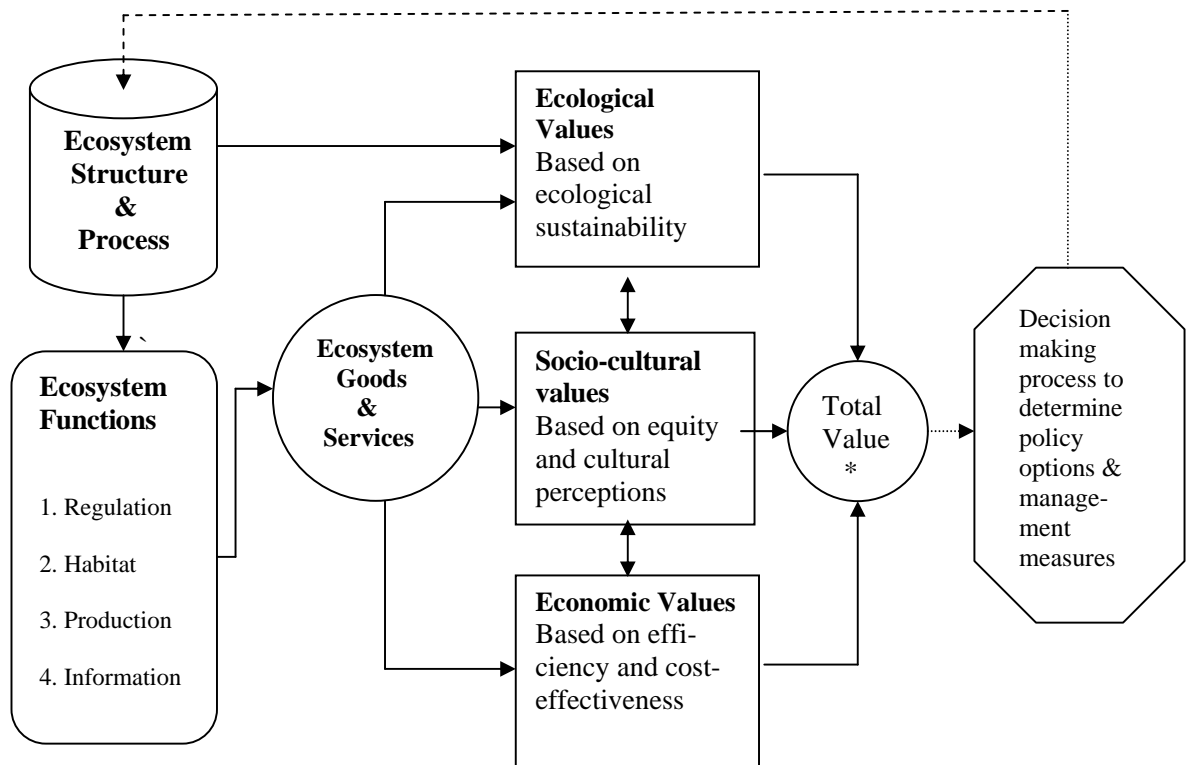 Ecosystem
Structure
&
Process
Ecosystem
Functions
1. Regulation
2. Habitat
3. Production
4. Information
Ecosystem
Goods
&
Services
Ecological
Values
Based on
ecological
sustainability
Socio-cultural
values
Based on equity
and cultural
perceptions
Economic Values
Based on effi-
ciency and cost-
effectiveness
Total
Value
*
Decision
making
process to
determine
policy
options &
manage-
ment
measures